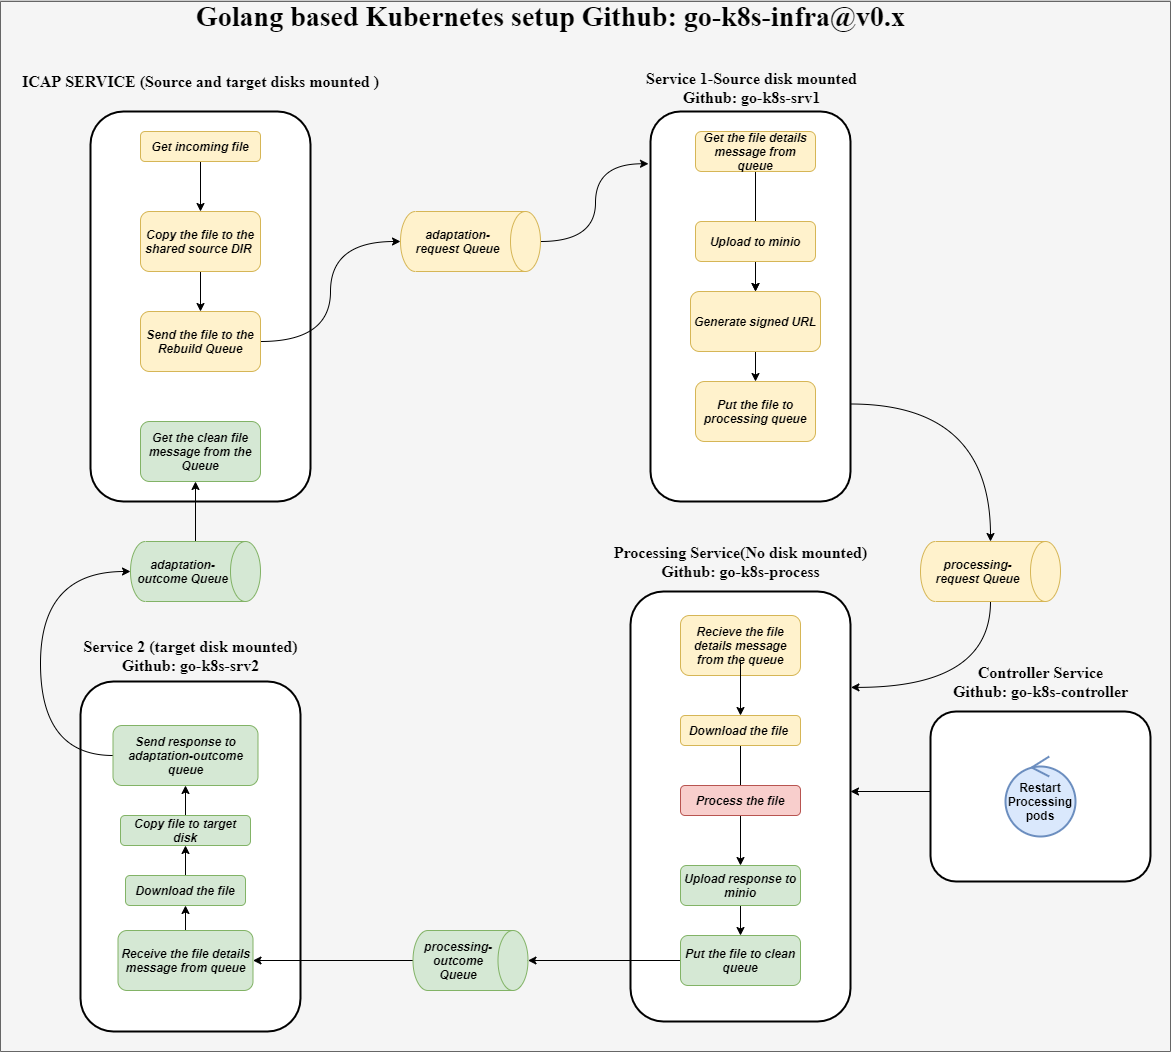 Golang based Kubernetes setup Github: go-k8s-infra@v0.x
ICAP SERVICE (Source and target disks mounted )
Get incoming file
Copy the file to the
shared source DIR
Send the file to the
Rebuild Queue
Get the clean file
message from the
Queue
adaptation-
request Queue
Service 1-Source disk mounted
Github: go-k8s-srv1
Get the file details
message from
queue
Upload to minio
Generate signed URL
Put the file to
processing queue
processing-
request Queue
Processing Service(No disk mounted)
Github: go-k8s-process
Recieve the file
details message
from the queue
Download the file
Process the file
Upload response to
minio
Put the file to clean
queue
Controller Service
Github: go-k8s-controller
Restart
Processing
pods
processing-
outcome
Queue
Service 2 (target disk mounted)
Github: go-k8s-srv2
Send response to
adaptation-outcome
queue
Copy file to target
disk
Download the file
Receive the file details
message from queue
adaptation-
outcome Queue